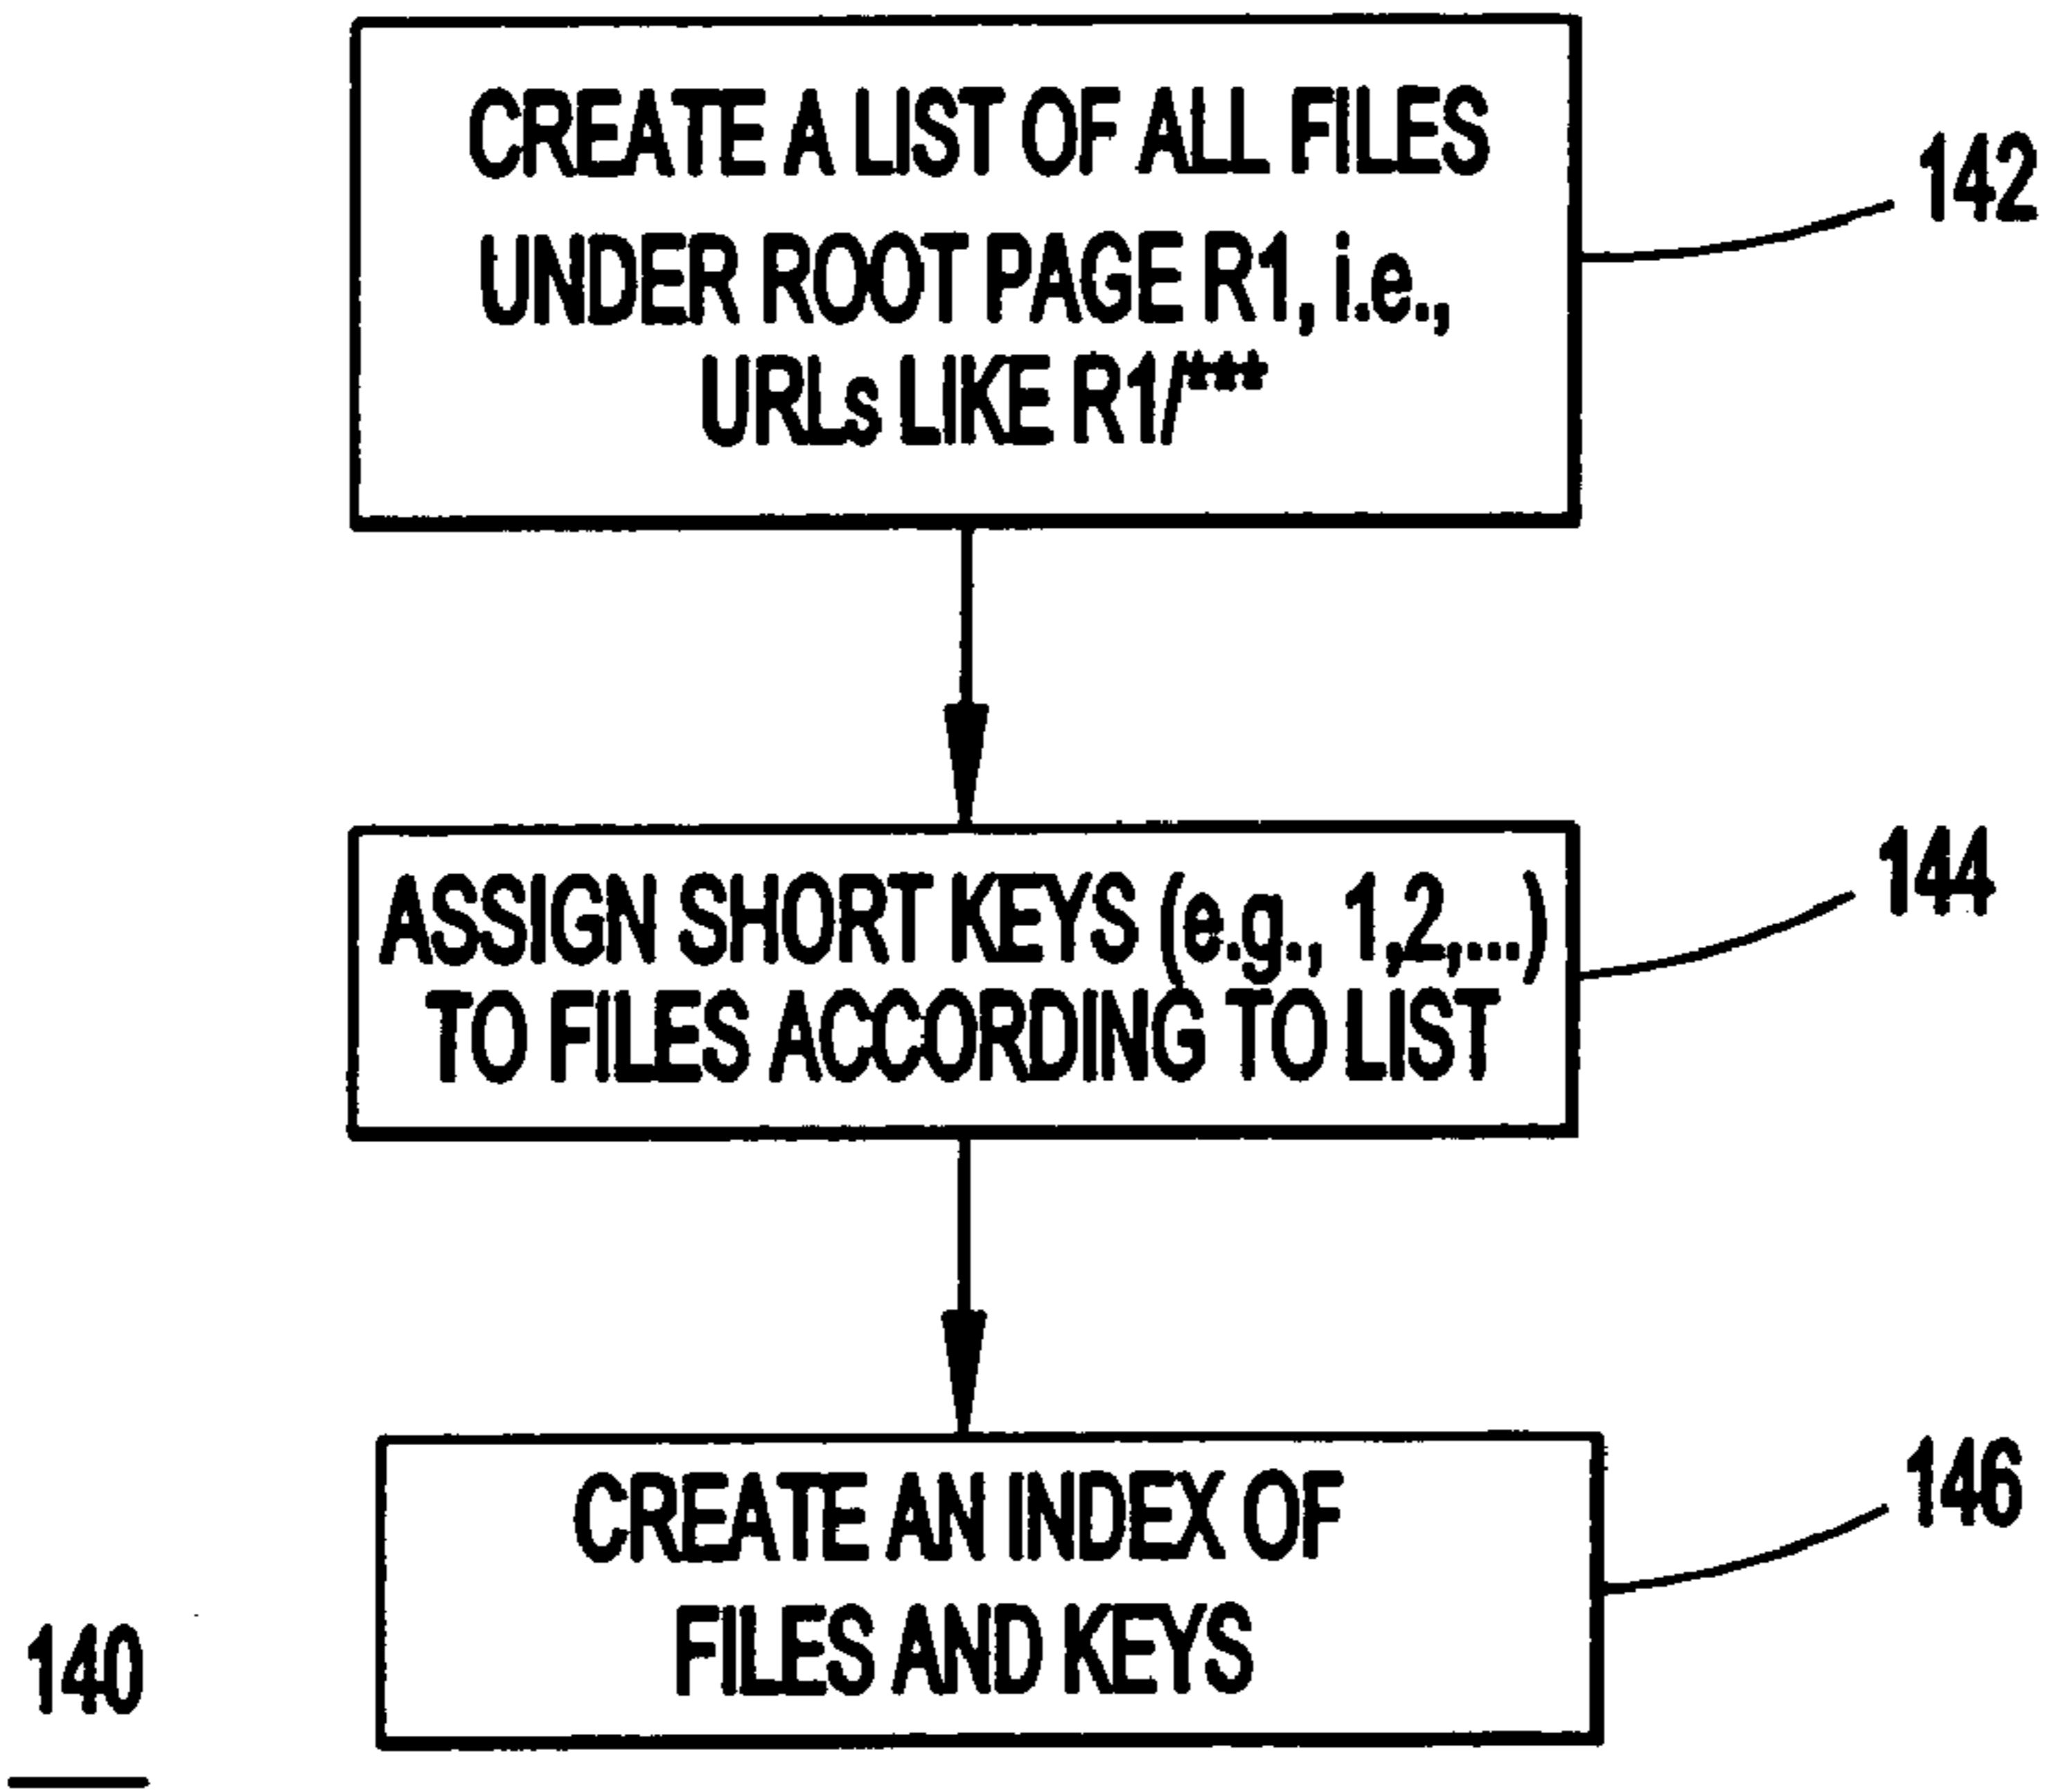 CREATE A LIST OF ALL FILES
UNDER ROOT PAGE R1, i.e.,
URLs LIKE R1/***
142
ASSIGN SHORT KEYS (e.g., 1,2,...)
TO FILES ACCORDING TO LIST
144
CREATE AN INDEX OF
FILES AND KEYS
146
140